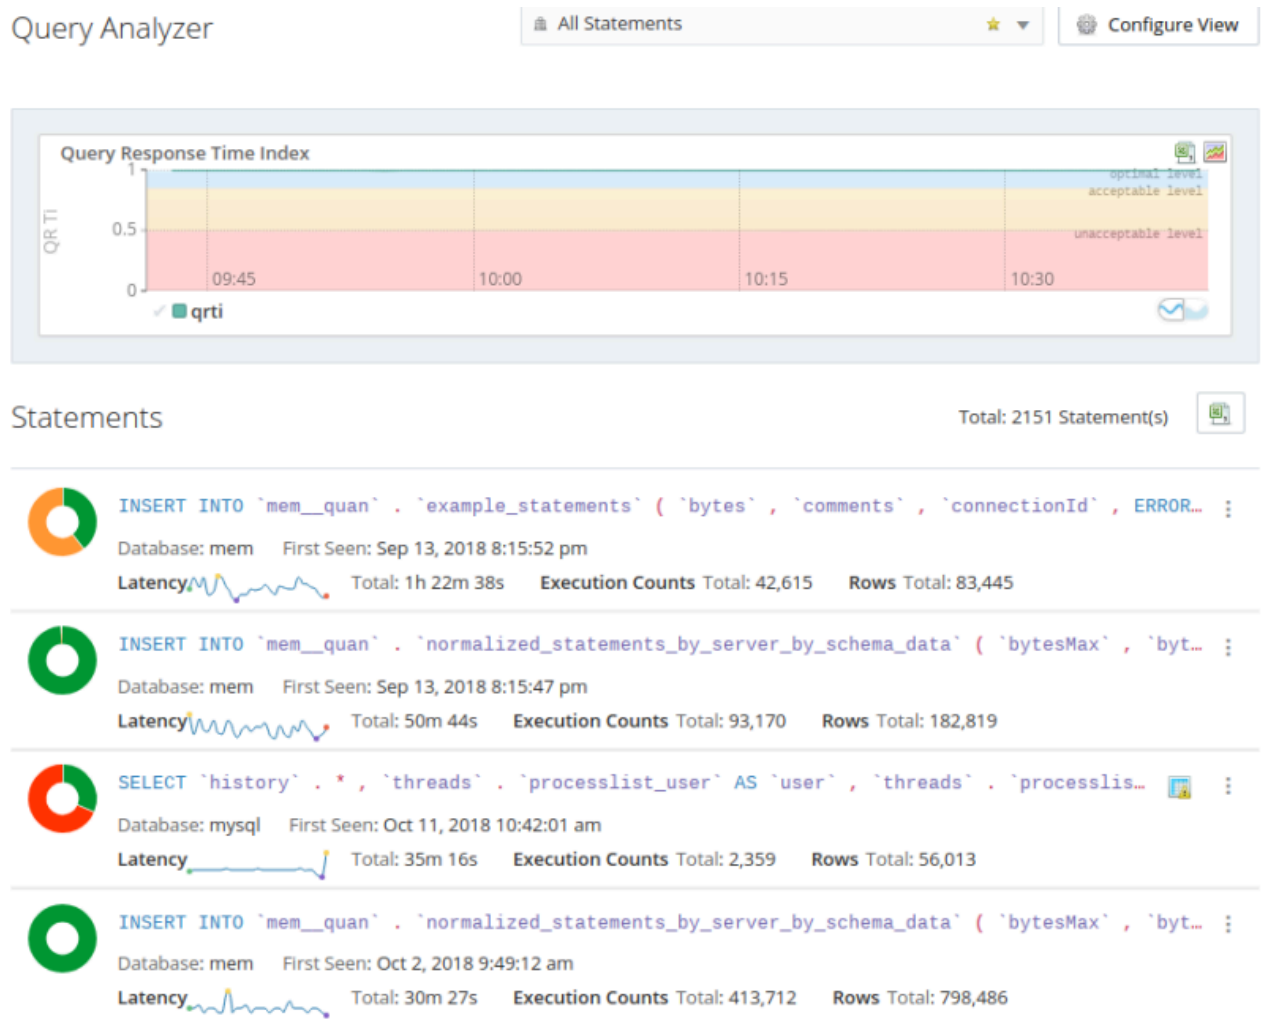 Query Analyzer
All Statements
Configure View
Query Response Time Index
1
optimal level
acceptable level
QR Ti
0.5
unacceptable level
09:45 10:00 10:15 10:30
0
qrti
Statements
Total: 2151 Statement(s)
INSERT INTO `mem__quan` . `example_statements` ( `bytes` , `comments` , `connectionId` , ERROR…
Database: mem First Seen: Sep 13, 2018 8:15:52 pm
Latency Total: 1h 22m 38s Execution Counts Total: 42,615 Rows Total: 83,445
INSERT INTO `mem__quan` . `normalized_statements_by_server_by_schema_data` ( `bytesMax` , `byt…
Database: mem First Seen: Sep 13, 2018 8:15:47 pm
Latency Total: 50m 44s Execution Counts Total: 93,170 Rows Total: 182,819
SELECT `history` . * , `threads` . `processlist_user` AS `user` , `threads` . `processlis…
Database: mysql First Seen: Oct 11, 2018 10:42:01 am
Latency Total: 35m 16s Execution Counts Total: 2,359 Rows Total: 56,013
INSERT INTO `mem__quan` . `normalized_statements_by_server_by_schema_data` ( `bytesMax` , `byt…
Database: mem First Seen: Oct 2, 2018 9:49:12 am
Latency Total: 30m 27s Execution Counts Total: 413,712 Rows Total: 798,486